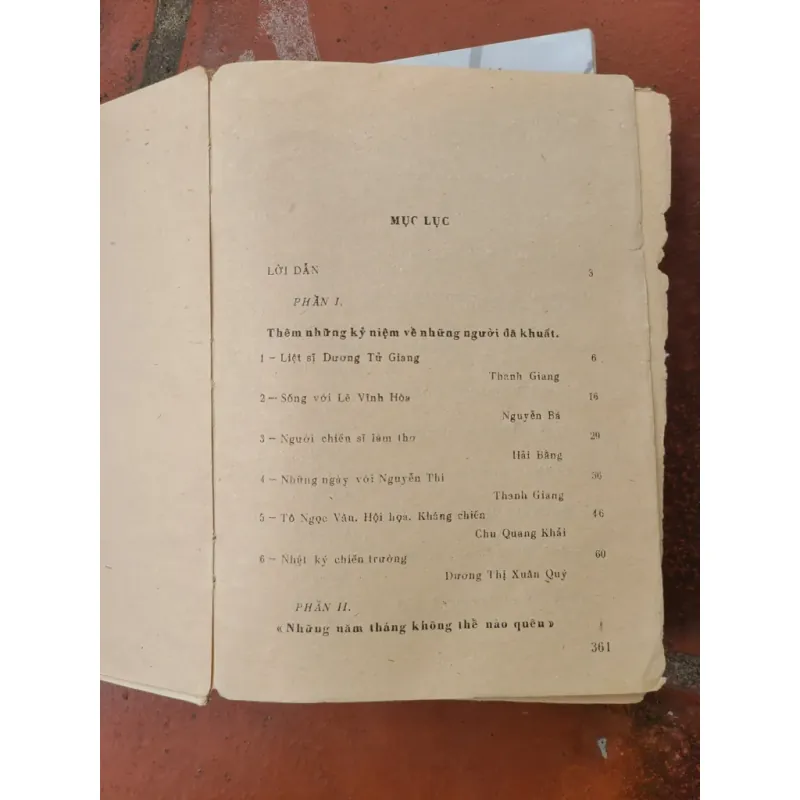 MỤC LỤC
LỜI DẪN 5
PHẦN I.
Thêm những kỷ niệm về những người đã khuất.
1 — Liệt sĩ Dương Tử Giang 6
Thanh Giang
2 — Sống với Lê Vĩnh Hòa 16
Nguyễn Bá
3 — Người chiến sĩ làm thơ 29
Hải Bằng
4 — Những ngày với Nguyễn Thi 36
Thanh Giang
5 — Tô Ngọc Vân. Hội họa. Kháng chiến 46
Chu Quang Khải
6 — Nhật ký chiến trường 60
Dương Thị Xuân Quý
PHẦN II.
« Những năm tháng không thể nào quên »
361